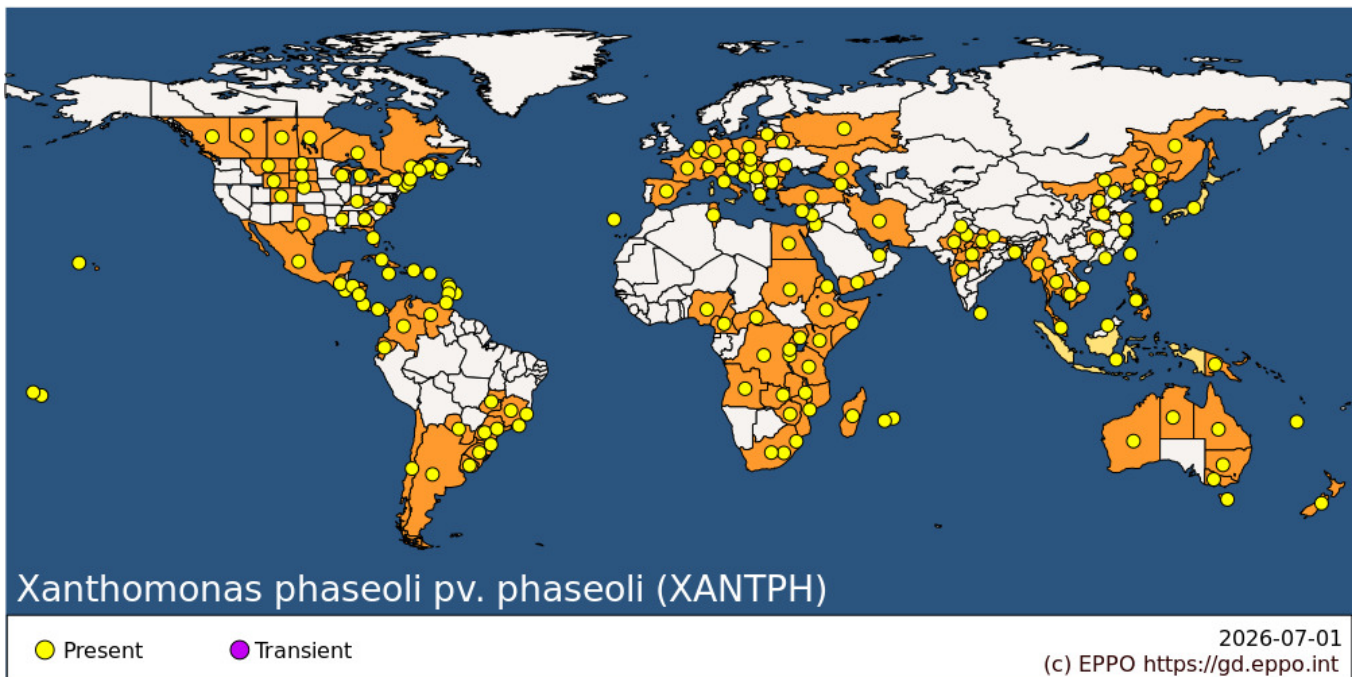 Xanthomonas phaseoli pv. phaseoli (XANTPH)
Present
Transient
2026-07-01
(c) EPPO https://gd.eppo.int